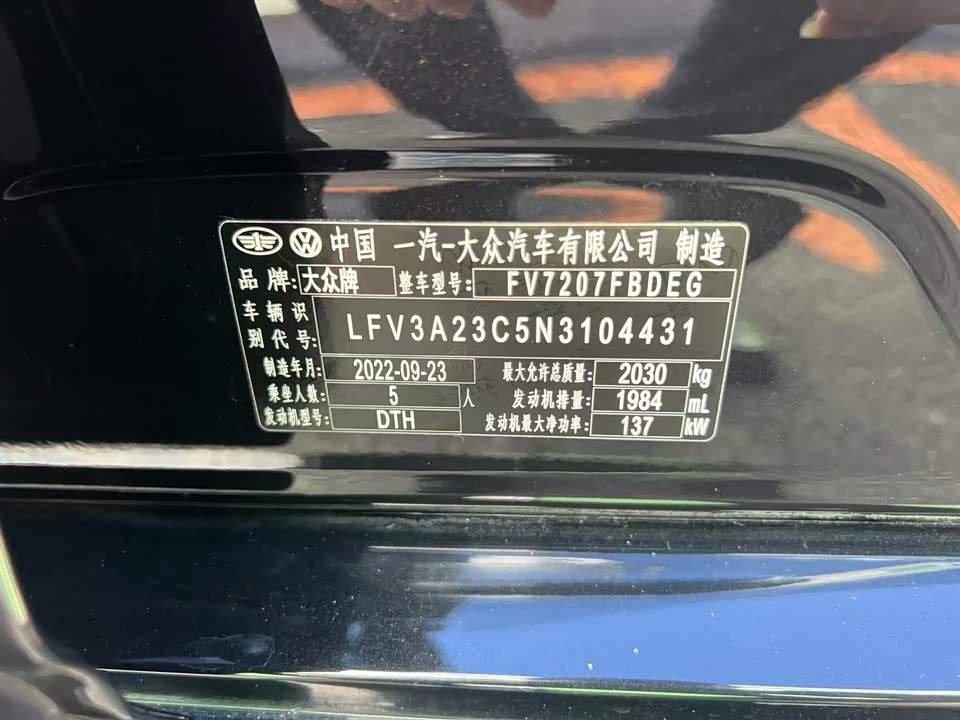 中国 一汽-大众汽车有限公司 制造
品牌: 大众牌 整车型号: FV7207FBDEG
车辆识别代号: LFV3A23C5N3104431
制造年月: 2022-09-23 最大允许总质量: 2030 kg
乘坐人数: 5 人 发动机排量: 1984 mL
发动机型号: DTH 发动机最大净功率: 137 kW